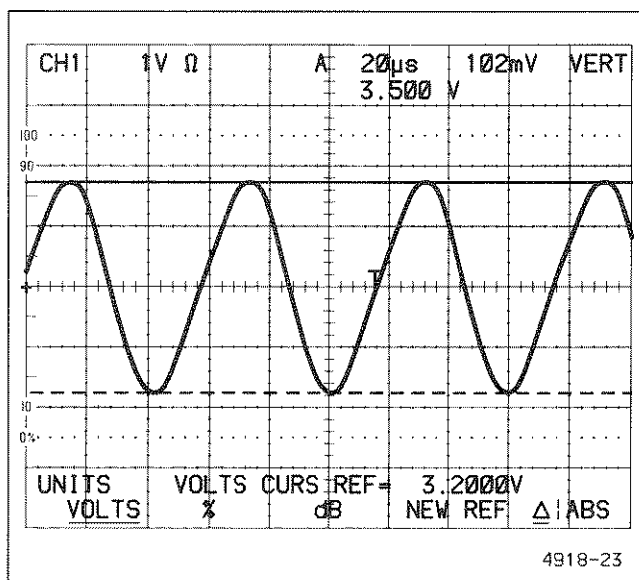 CH1 1V Ω A 20µs 102mV VERT
3.500 V
100
90
T
10
0%
UNITS VOLTS CURS REF= 3.2000V
VOLTS % dB NEW REF Δ|ABS
4918-23